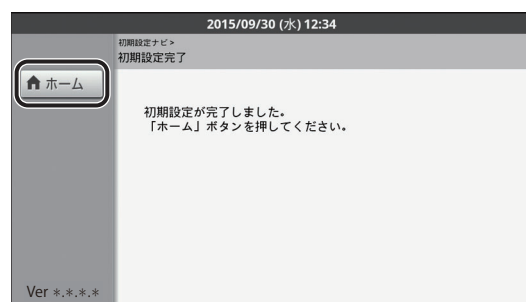 2015/09/30 (水) 12:34
初期設定ナビ >
初期設定完了
ホーム
初期設定が完了しました。
「ホーム」ボタンを押してください。
Ver *.*.*.*